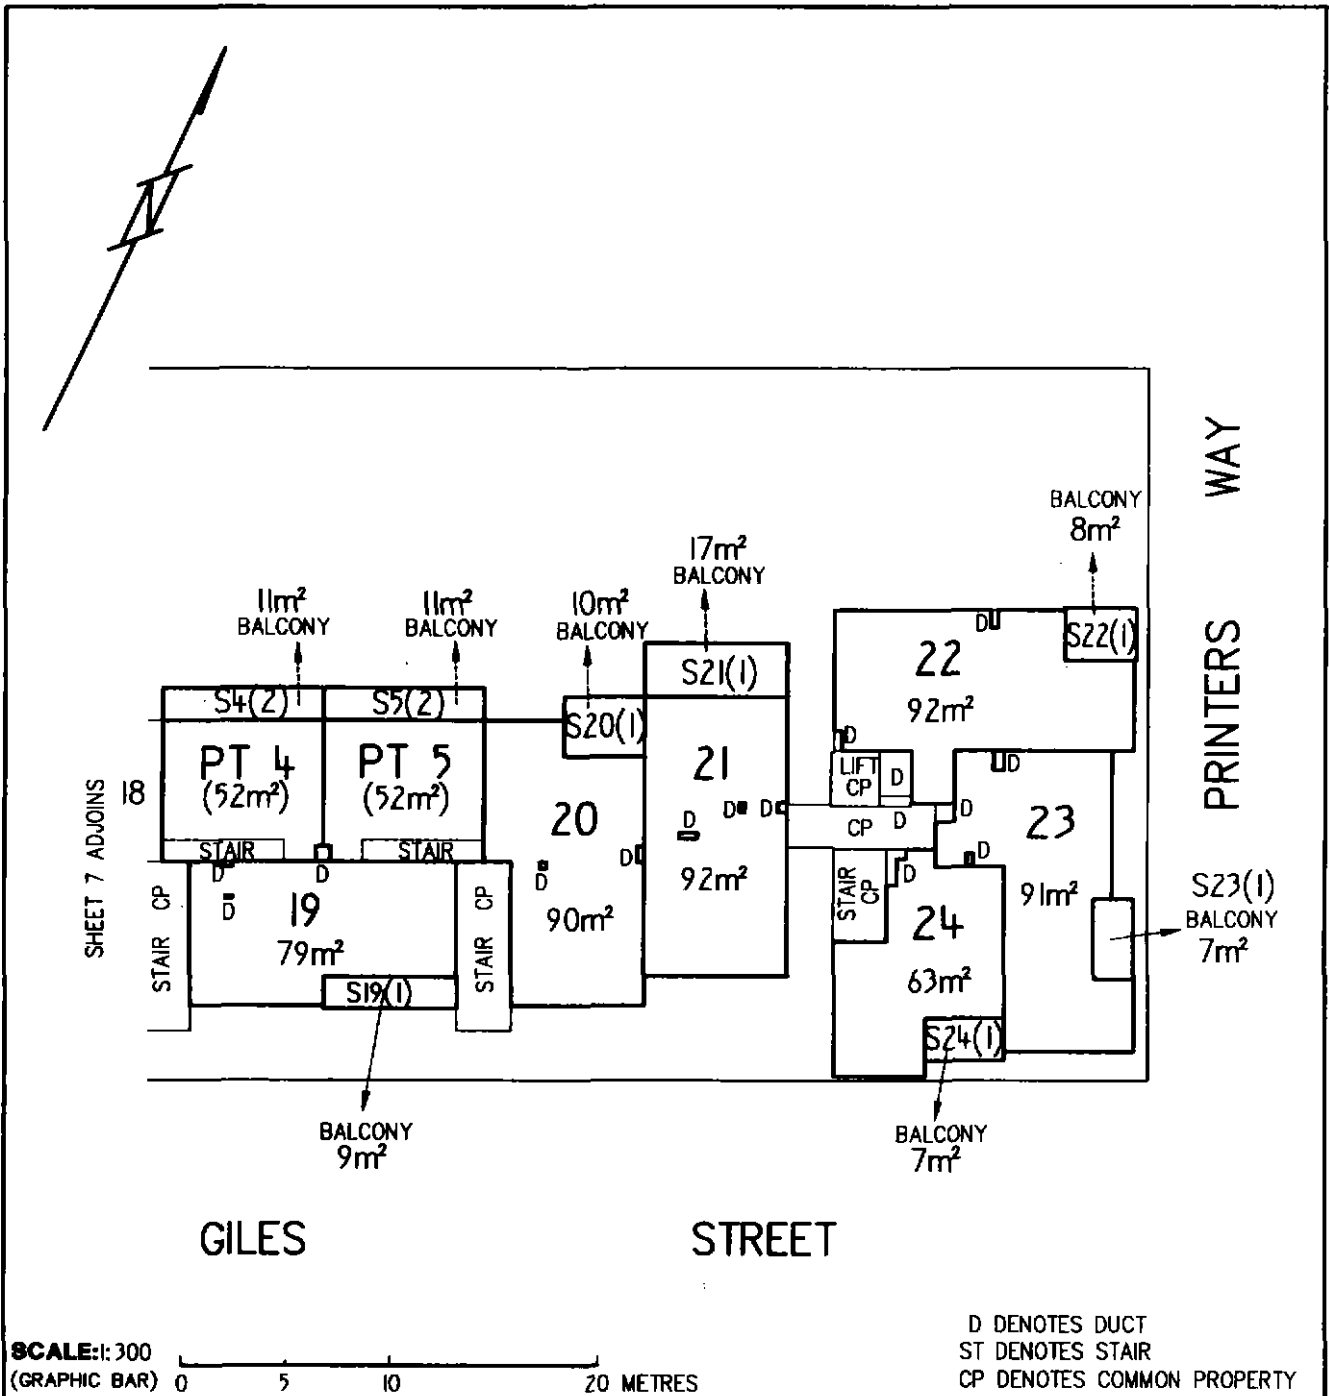 WAY
PRINTERS
BALCONY
8m²
17m²
BALCONY
11m²
BALCONY
11m²
BALCONY
10m²
BALCONY
S4(2)
S5(2)
S20(1)
S21(1)
S22(1)
D
22
92m²
D
PT 4
(52m²)
PT 5
(52m²)
21
18
SHEET 7 ADJOINS
20
LIFT
CP
D
D
D
D
D
D
CP
D
D
23
STAIR
STAIR
D
D
D
D
D
92m²
D
D
91m²
S23(1)
BALCONY
7m²
STAIR CP
19
79m²
STAIR CP
90m²
STAIR
CP
24
63m²
S19(1)
S24(1)
BALCONY
9m²
BALCONY
7m²
GILES STREET
D DENOTES DUCT
ST DENOTES STAIR
CP DENOTES COMMON PROPERTY
SCALE:1:300
(GRAPHIC BAR) 0 5 10 20 METRES